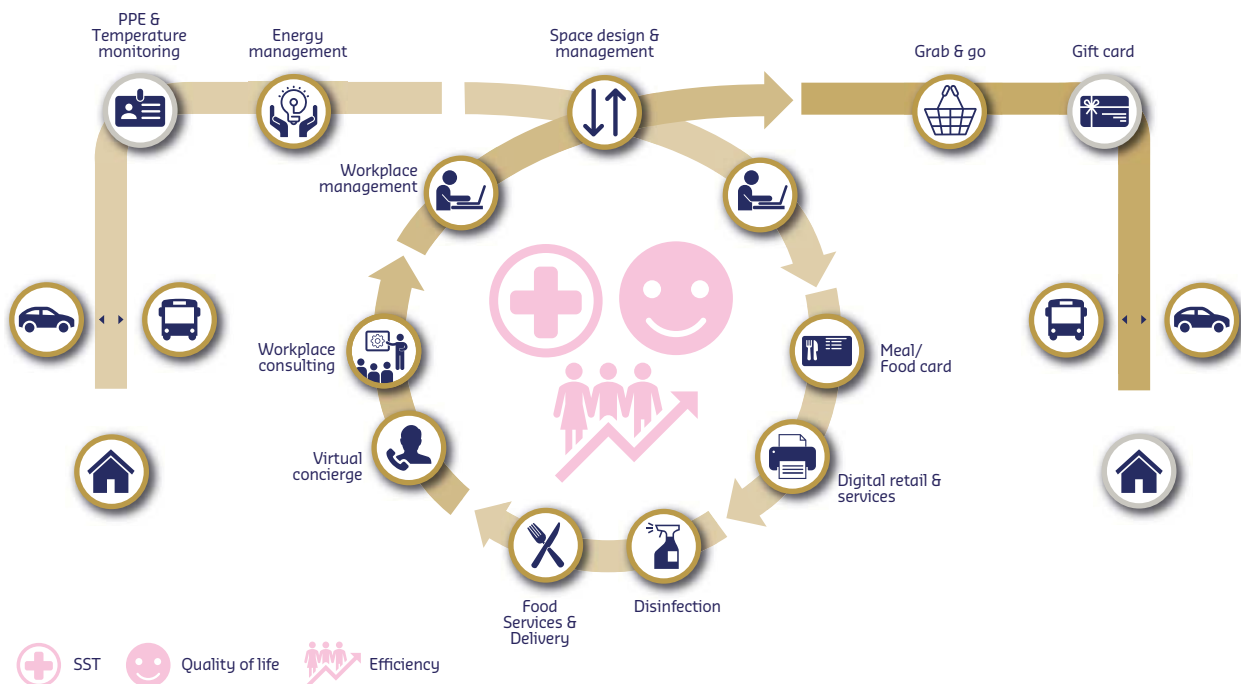 PPE &
Temperature
monitoring
Energy
management
Space design &
management
Grab & go
Gift card
Workplace
management
Workplace
consulting
Meal/
Food card
Virtual
concierge
Digital retail &
services
Food
Services &
Delivery
Disinfection
SST
Quality of life
Efficiency